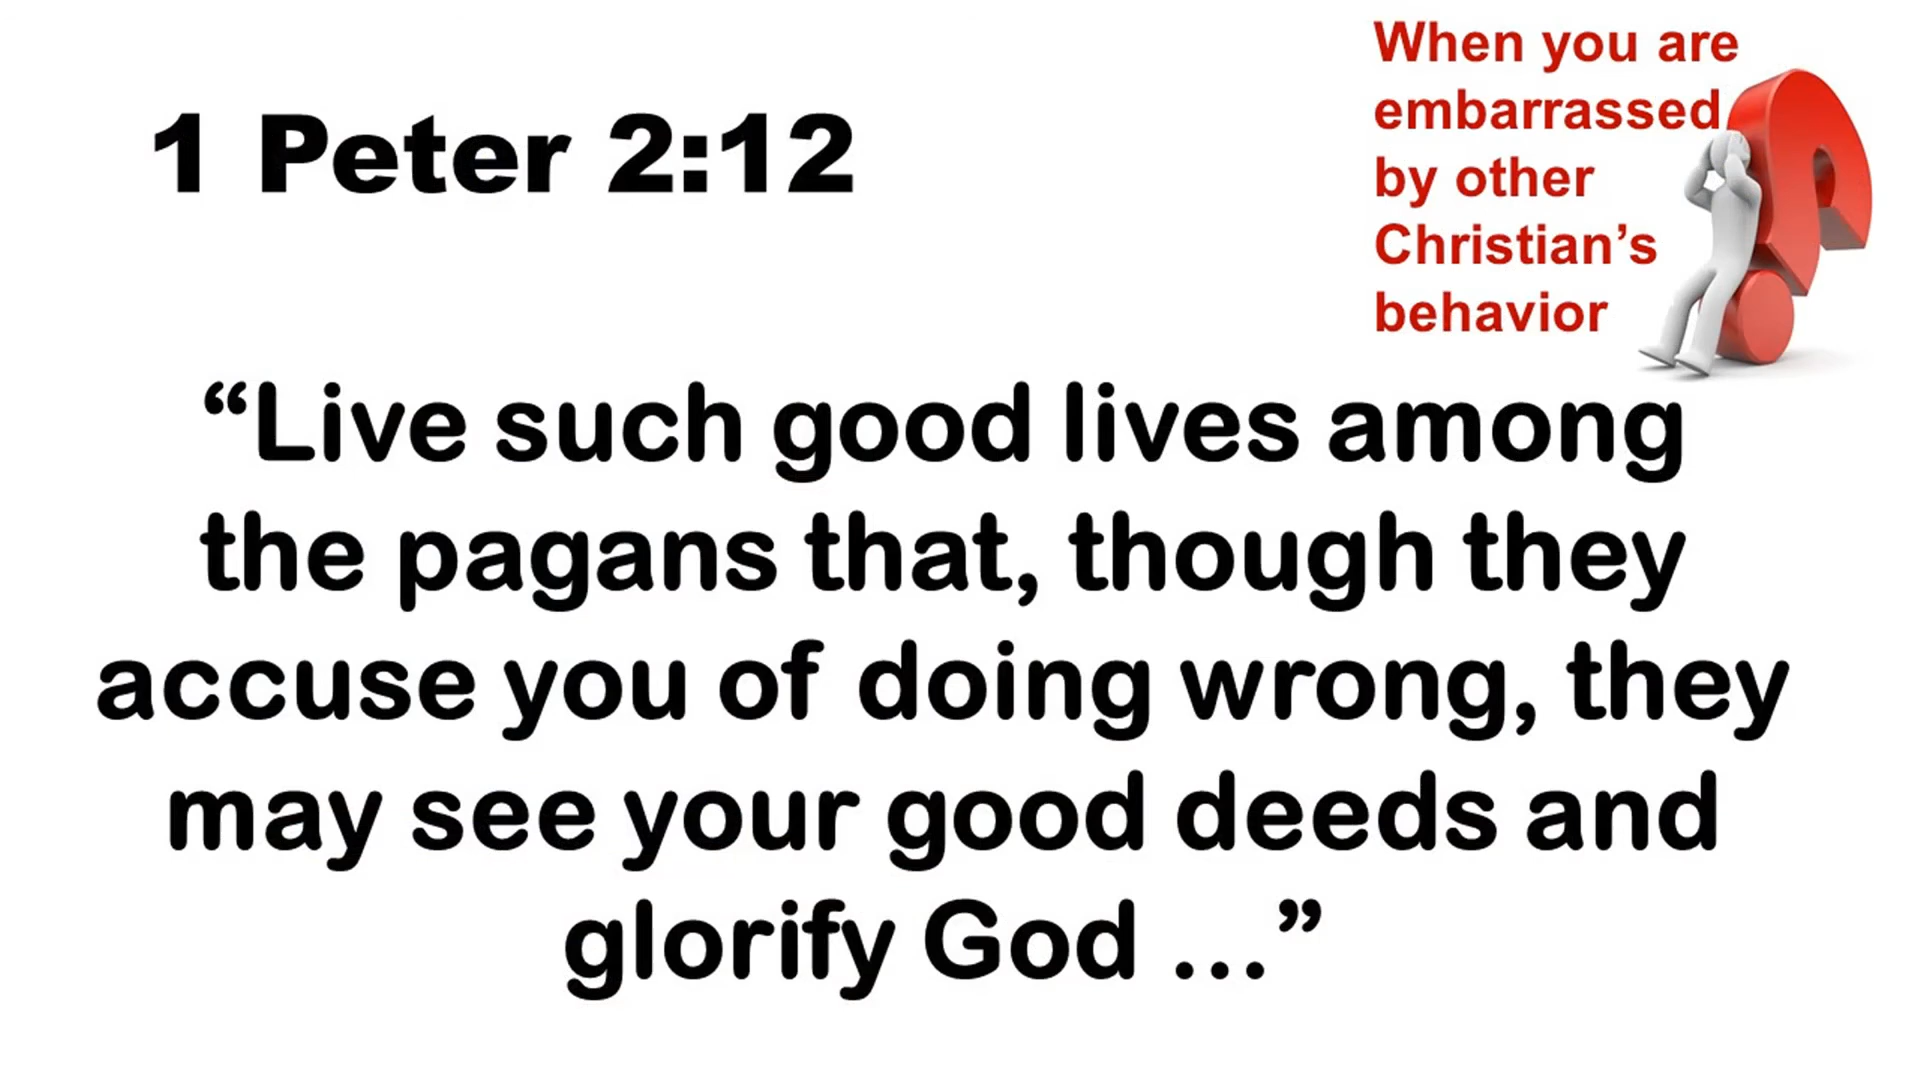 1 Peter 2:12
When you are
embarrassed
by other
Christian’s
behavior
“Live such good lives among
the pagans that, though they
accuse you of doing wrong, they
may see your good deeds and
glorify God …”